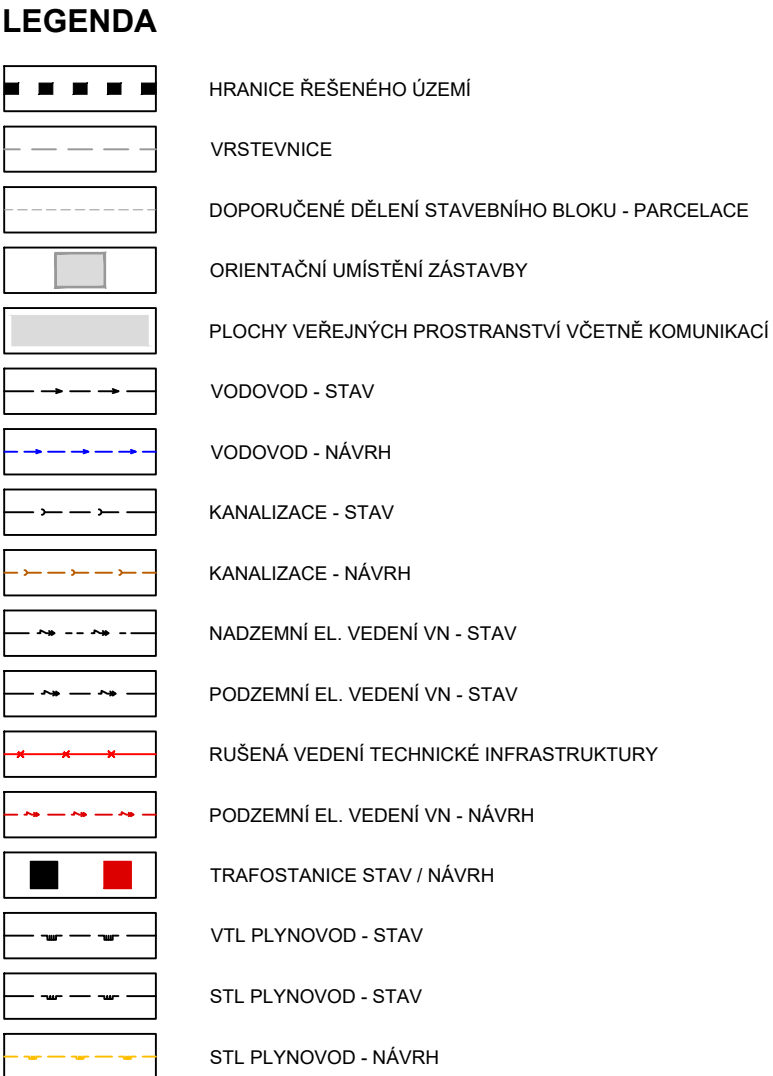 LEGENDA
HRANICE ŘEŠENÉHO ÚZEMÍ
VRSTEVNICE
DOPORUČENÉ DĚLENÍ STAVEBNÍHO BLOKU - PARCELACE
ORIENTAČNÍ UMÍSTĚNÍ ZÁSTAVBY
PLOCHY VEŘEJNÝCH PROSTRANSTVÍ VČETNĚ KOMUNIKACÍ
VODOVOD - STAV
VODOVOD - NÁVRH
KANALIZACE - STAV
KANALIZACE - NÁVRH
NADZEMNÍ EL. VEDENÍ VN - STAV
PODZEMNÍ EL. VEDENÍ VN - STAV
RUŠENÁ VEDENÍ TECHNICKÉ INFRASTRUKTURY
PODZEMNÍ EL. VEDENÍ VN - NÁVRH
TRAFOSTANICE STAV / NÁVRH
VTL PLYNOVOD - STAV
STL PLYNOVOD - STAV
STL PLYNOVOD - NÁVRH